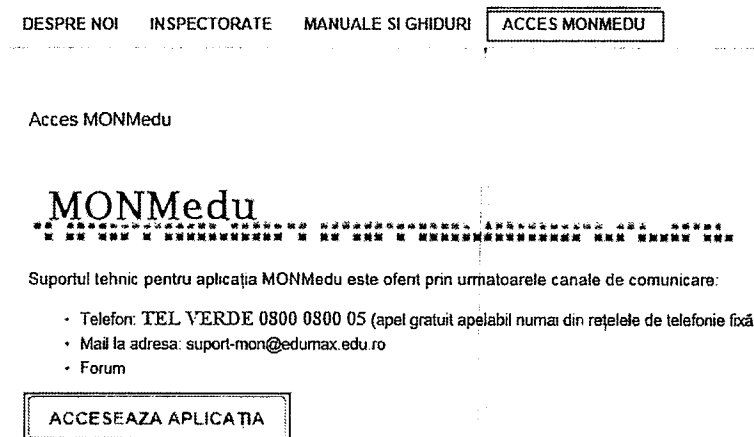 DESPRE NOI INSPECTORATE MANUALE SI GHIDURI ACCES MONMEDU
Acces MONMedu
MONMedu
Suportul tehnic pentru aplicația MONMedu este oferit prin urmatoarele canale de comunicare:
• Telefon: TEL VERDE 0800 0800 05 (apel gratuit apelabil numai din rețelele de telefonie fixă
• Mail la adresa: suport-mon@edumax.edu.ro
• Forum
ACCESEAZA APLICAȚIA